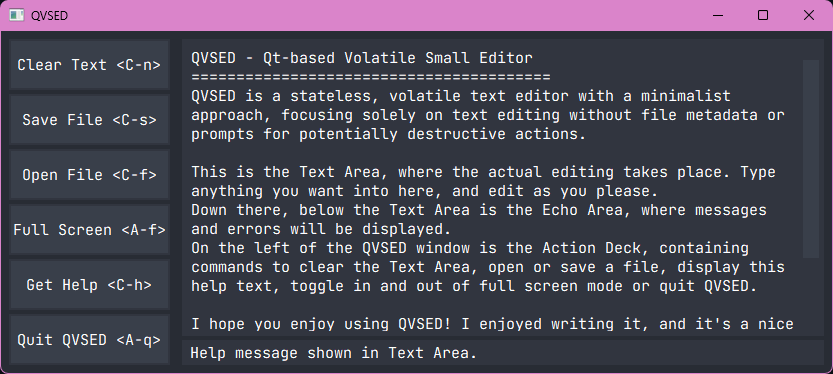 QVSED
Clear Text <C-n>
Save File <C-s>
Open File <C-f>
Full Screen <A-f>
Get Help <C-h>
Quit QVSED <A-q>
QVSED - Qt-based Volatile Small Editor
========================================
QVSED is a stateless, volatile text editor with a minimalist
approach, focusing solely on text editing without file metadata or
prompts for potentially destructive actions.

This is the Text Area, where the actual editing takes place. Type
anything you want into here, and edit as you please.
Down there, below the Text Area is the Echo Area, where messages
and errors will be displayed.
On the left of the QVSED window is the Action Deck, containing
commands to clear the Text Area, open or save a file, display this
help text, toggle in and out of full screen mode or quit QVSED.

I hope you enjoy using QVSED! I enjoyed writing it, and it's a nice
Help message shown in Text Area.